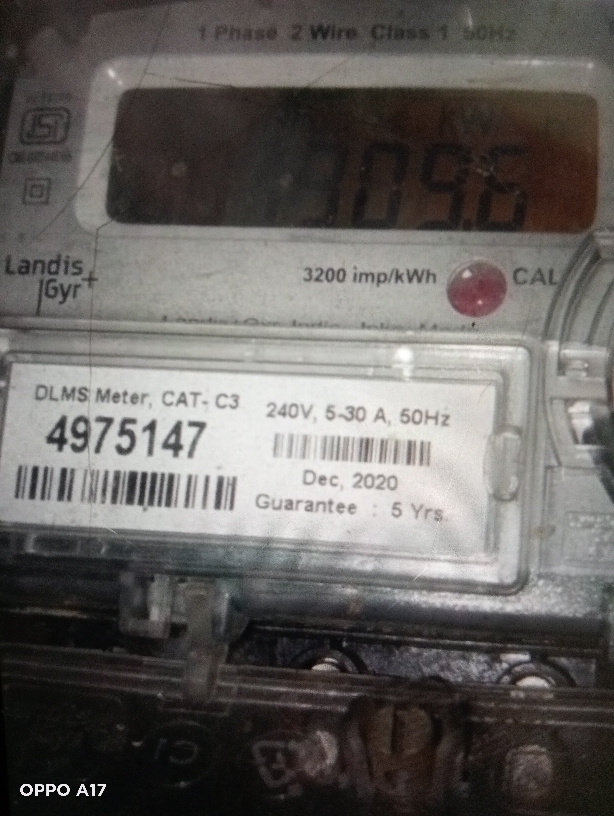 1 Phase 2 Wire Class 1 50Hz
Landis
|Gyr+
3200 imp/kWh
CAL
DLMS Meter, CAT- C3
4975147
240V, 5-30 A, 50Hz
Dec, 2020
Guarantee : 5 Yrs.
C1
OPPO A17